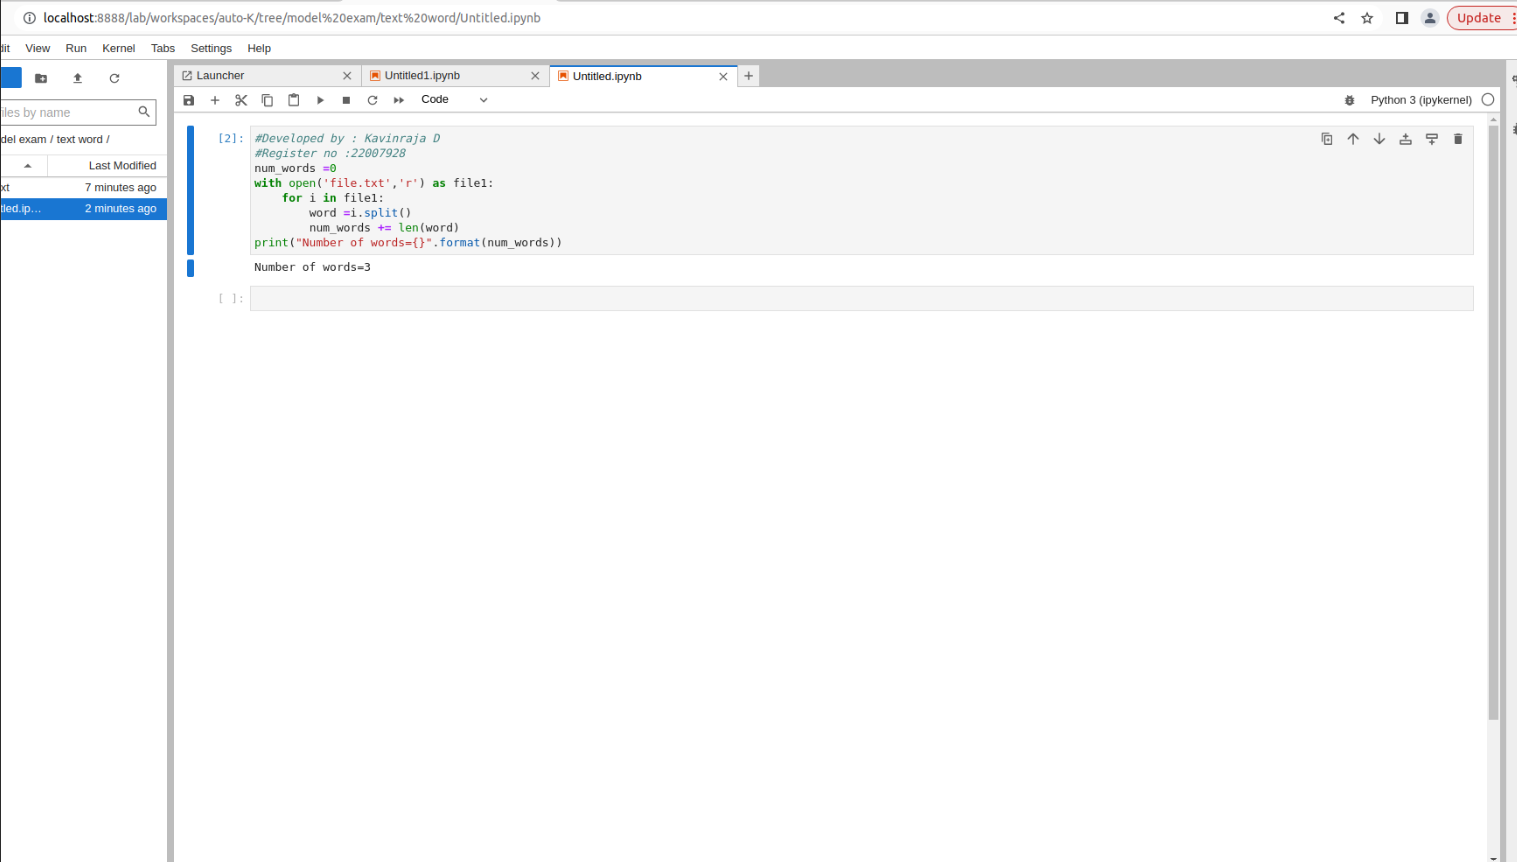 localhost:8888/lab/workspaces/auto-K/tree/model%20exam/text%20word/Untitled.ipynb
Update
dit View Run Kernel Tabs Settings Help
Launcher
Untitled1.ipynb
Untitled.ipynb
files by name
Code
Python 3 (ipykernel)
del exam / text word /
Last Modified
xt 7 minutes ago
tled.ip... 2 minutes ago
[2]:
#Developed by : Kavinraja D
#Register no :22007928
num_words =0
with open('file.txt','r') as file1:
    for i in file1:
        word =i.split()
        num_words += len(word)
print("Number of words={}".format(num_words))
Number of words=3
[ ]: